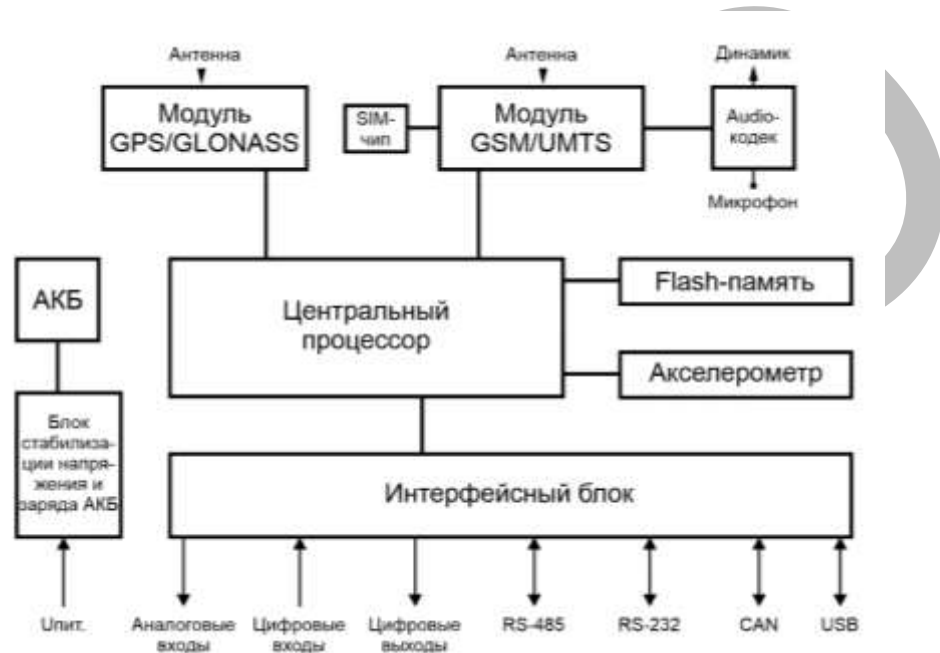 Антенна
Антенна
Динамик
Модуль
GPS/GLONASS
SIM-
чип
Модуль
GSM/UMTS
Audio-
кодек
Микрофон
АКБ
Центральный
процессор
Flash-память
Акселерометр
Блок
стабилиза-
ции напря-
жения и
заряда АКБ
Интерфейсный блок
Uпит.
Аналоговые
входы
Цифровые
входы
Цифровые
выходы
RS-485
RS-232
CAN
USB